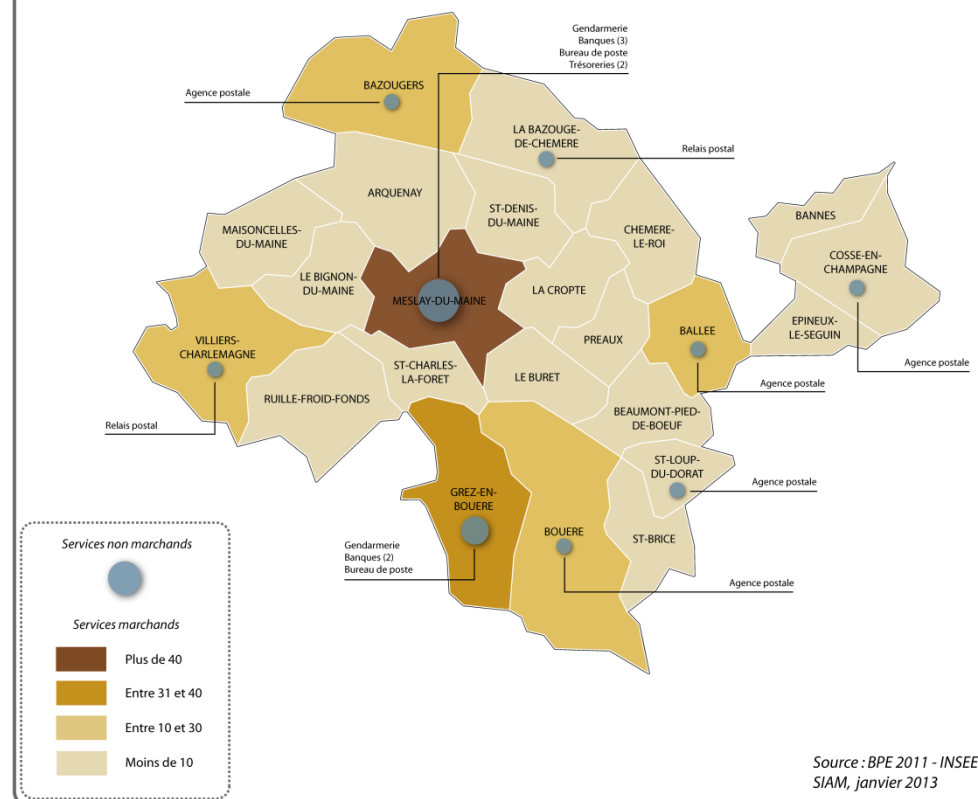 Gendarmerie
Banques (3)
Bureau de poste
Trésoreries (2)
BAZOUGERS
Agence postale
LA BAZOUGE-
DE-CHEMERE
Relais postal
ARQUENAY
ST-DENIS-
DU-MAINE
MAISONCELLES-
DU-MAINE
CHEMERE-
LE-ROI
BANNES
COSSE-EN-
CHAMPAGNE
LE BIGNON-
DU-MAINE
LA CROPTE
MESLAY-DU-MAINE
EPINEUX-
LE-SEGUIN
BALLEE
PREAUX
VILLIERS-
CHARLEMAGNE
ST-CHARLES-
LA-FORET
LE BURET
Agence postale
Agence postale
RUILLE-FROID-FONDS
BEAUMONT-PIED-
DE-BOEUF
Relais postal
ST-LOUP-
DU-DORAT
Agence postale
GREZ-EN-
BOUERE
BOUERE
ST-BRICE
Gendarmerie
Banques (2)
Bureau de poste
Agence postale
Services non marchands
Services marchands
Plus de 40
Entre 31 et 40
Entre 10 et 30
Moins de 10
Source : BPE 2011 - INSEE
SIAM, janvier 2013